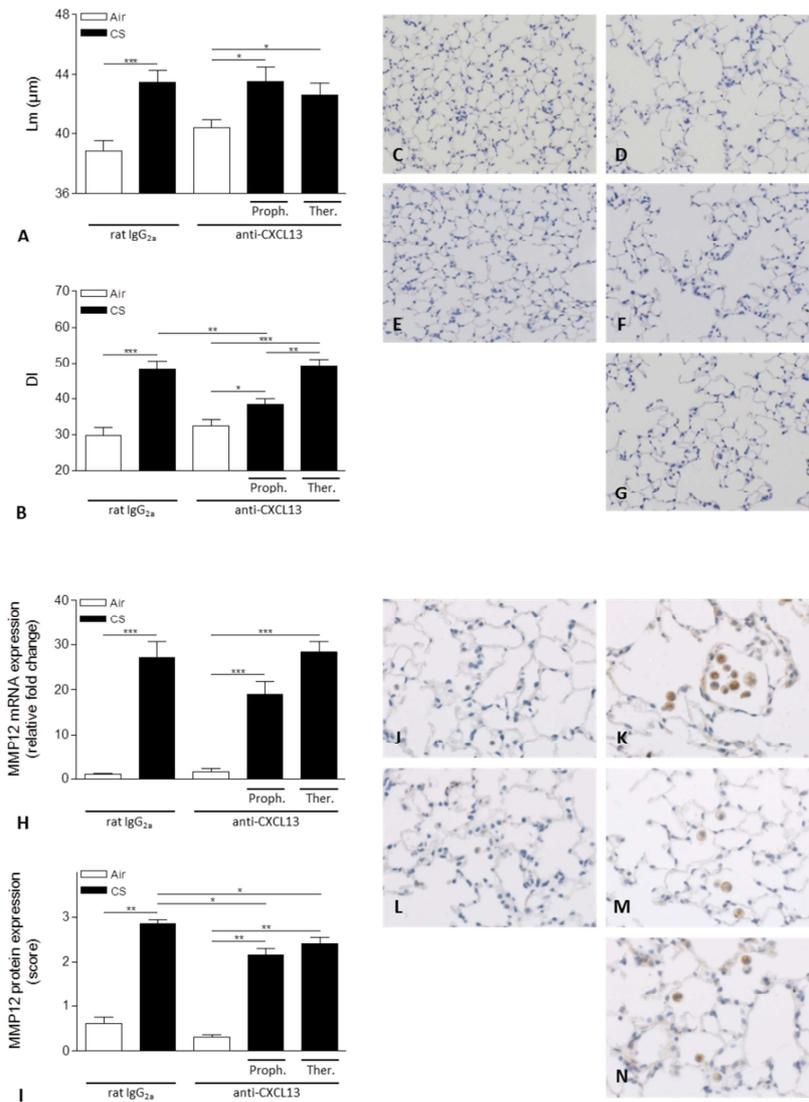 48
Air
CS
44
40
36
Lm (μm)
***
*
*
Proph.
Ther.
rat IgG2a
anti-CXCL13
A
C
D
E
F
G
70
Air
CS
60
50
40
30
20
DI
***
**
***
**
*
Proph.
Ther.
rat IgG2a
anti-CXCL13
B
40
Air
CS
30
20
10
0
MMP12 mRNA expression
(relative fold change)
***
***
***
Proph.
Ther.
rat IgG2a
anti-CXCL13
H
J
K
L
M
N
Air
CS
3
2
1
0
MMP12 protein expression
(score)
**
*
*
**
**
Proph.
Ther.
rat IgG2a
anti-CXCL13
I